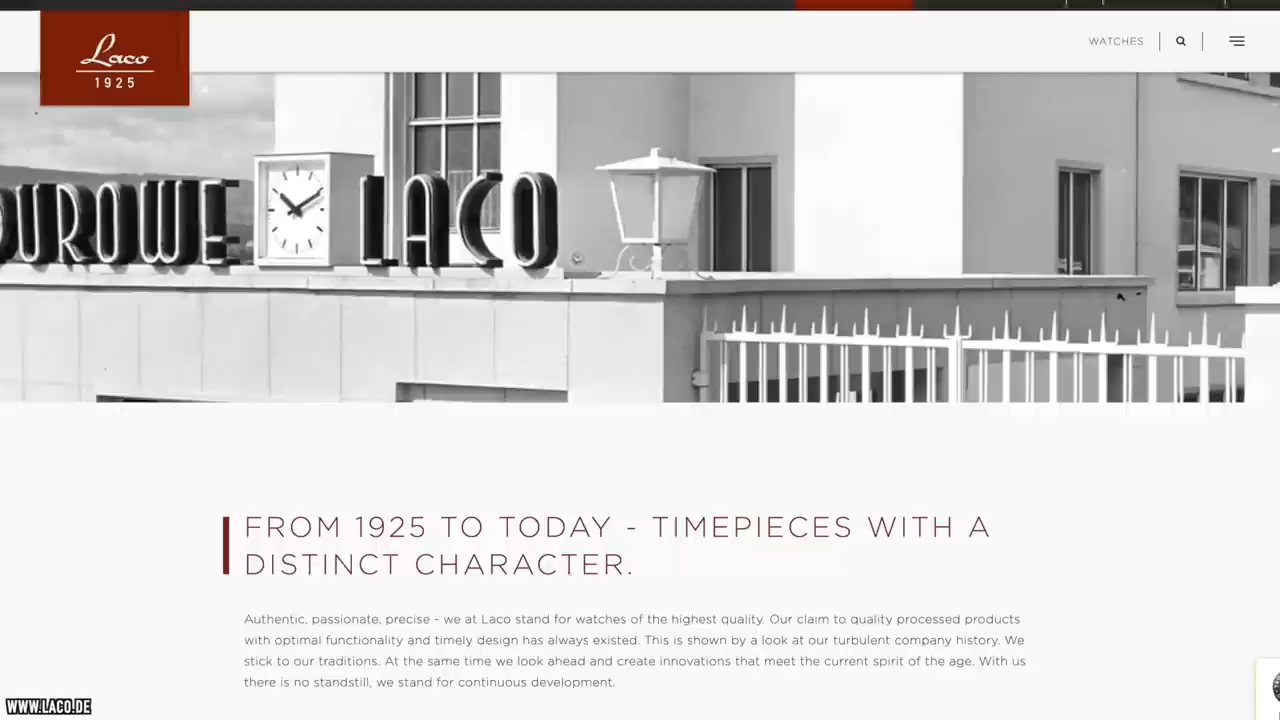 Laco
1925
WATCHES
DUROWE LACO
FROM 1925 TO TODAY - TIMEPIECES WITH A
DISTINCT CHARACTER.
Authentic, passionate, precise - we at Laco stand for watches of the highest quality. Our claim to quality processed products
with optimal functionality and timely design has always existed. This is shown by a look at our turbulent company history. We
stick to our traditions. At the same time we look ahead and create innovations that meet the current spirit of the age. With us
there is no standstill, we stand for continuous development.
WWW.LACO.DE